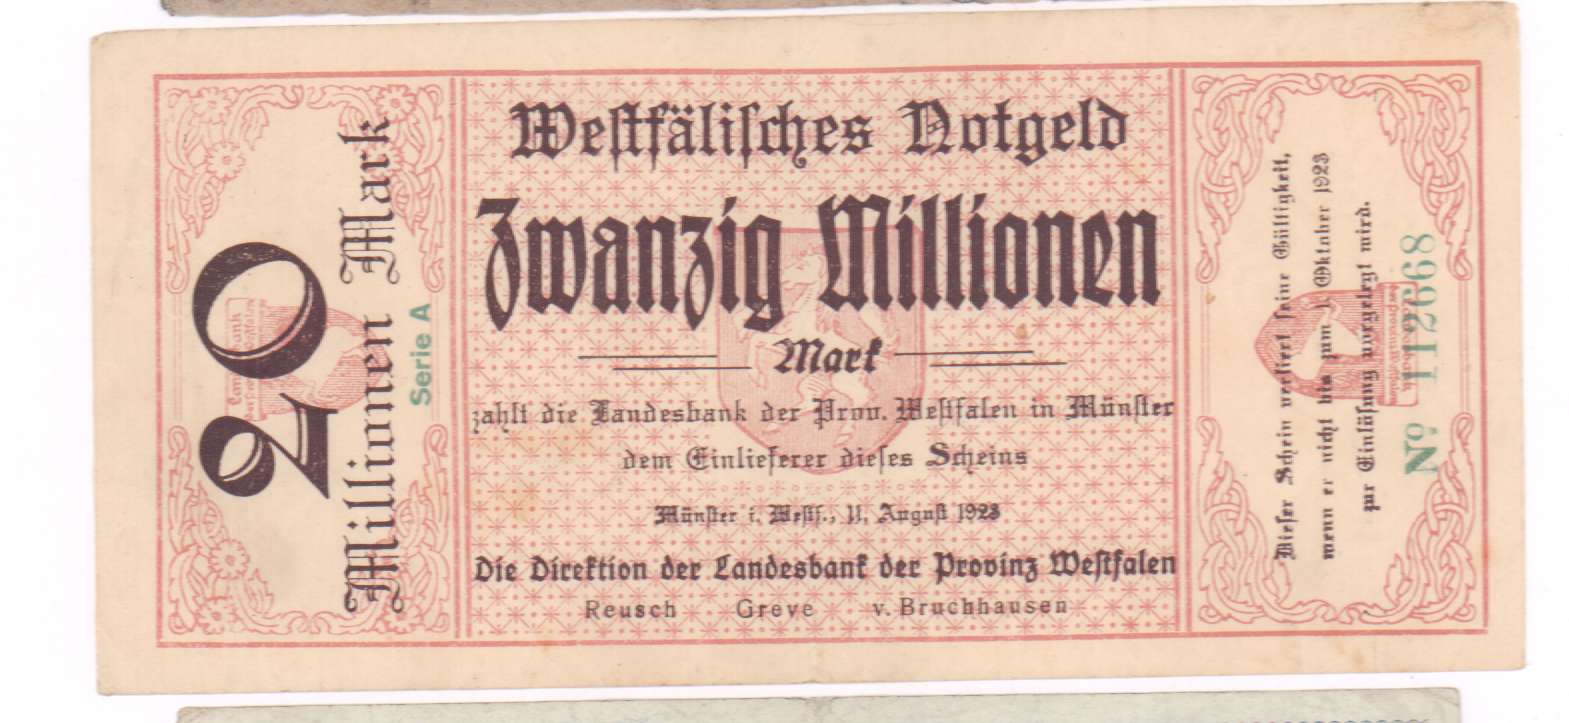 20
Millionen Mark
Serie A
Westfälisches Notgeld
Zwanzig Millionen
Mark
zahlt die Landesbank der Prov. Westfalen in Münster
dem Einlieferer dieses Scheins
Münster i. Westf., 11. August 1923
Die Direktion der Landesbank der Provinz Westfalen
Reusch Greve v. Bruchhausen
Dieser Schein verliert seine Gültigkeit,
wenn er nicht bis zum 1. Oktober 1923
zur Einlösung vorgelegt wird.
Nº 112668